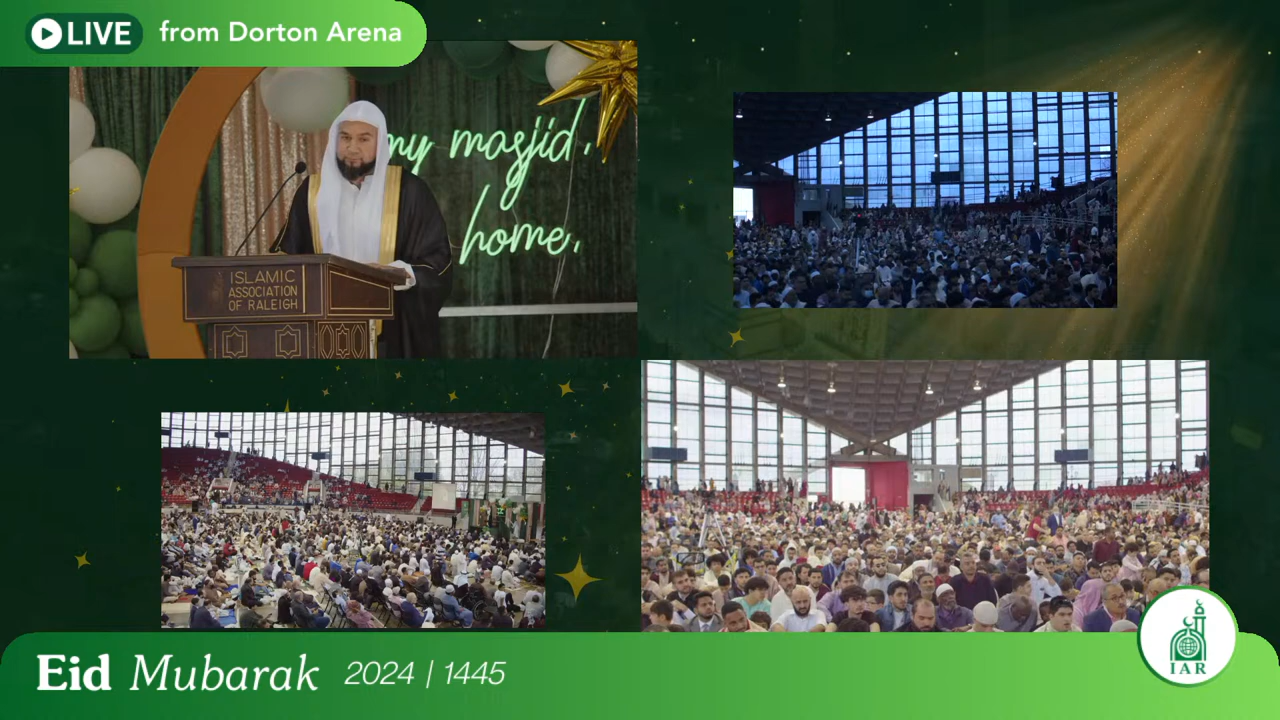 LIVE from Dorton Arena
my masjid,
home.
ISLAMIC
ASSOCIATION
OF RALEIGH
Eid Mubarak 2024 | 1445
IAR